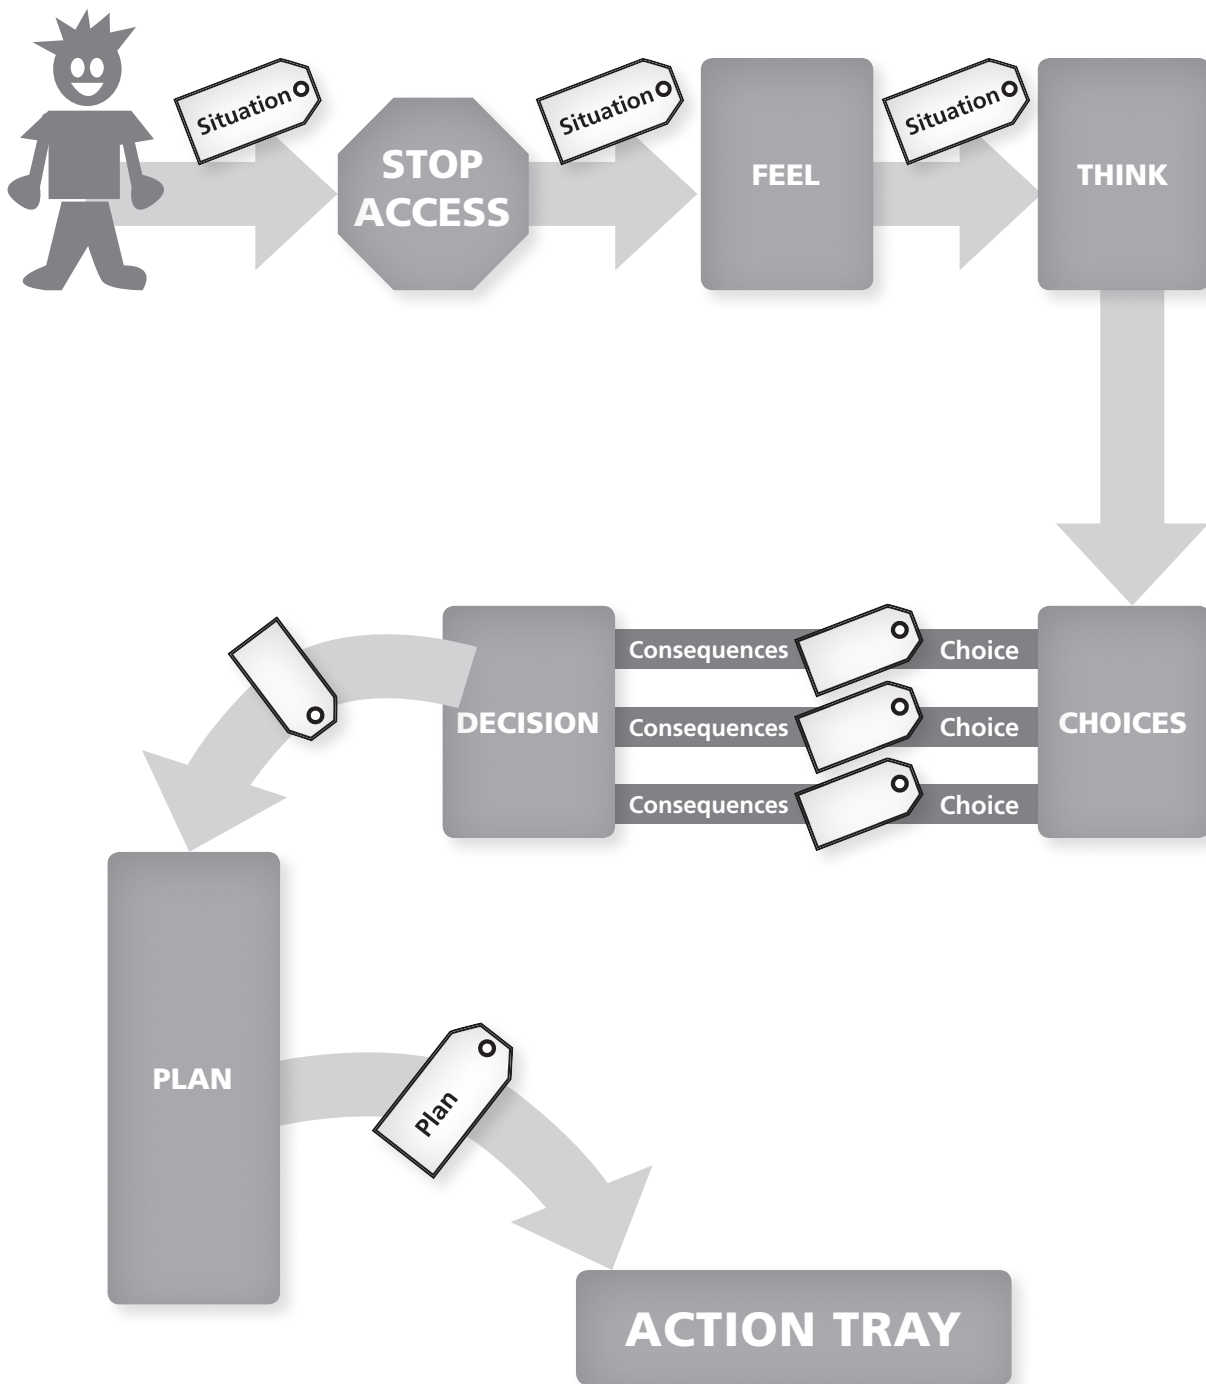 Situation
STOP
ACCESS
Situation
FEEL
Situation
THINK
DECISION
Consequences
Choice
Consequences
Choice
Consequences
Choice
CHOICES
PLAN
Plan
ACTION TRAY